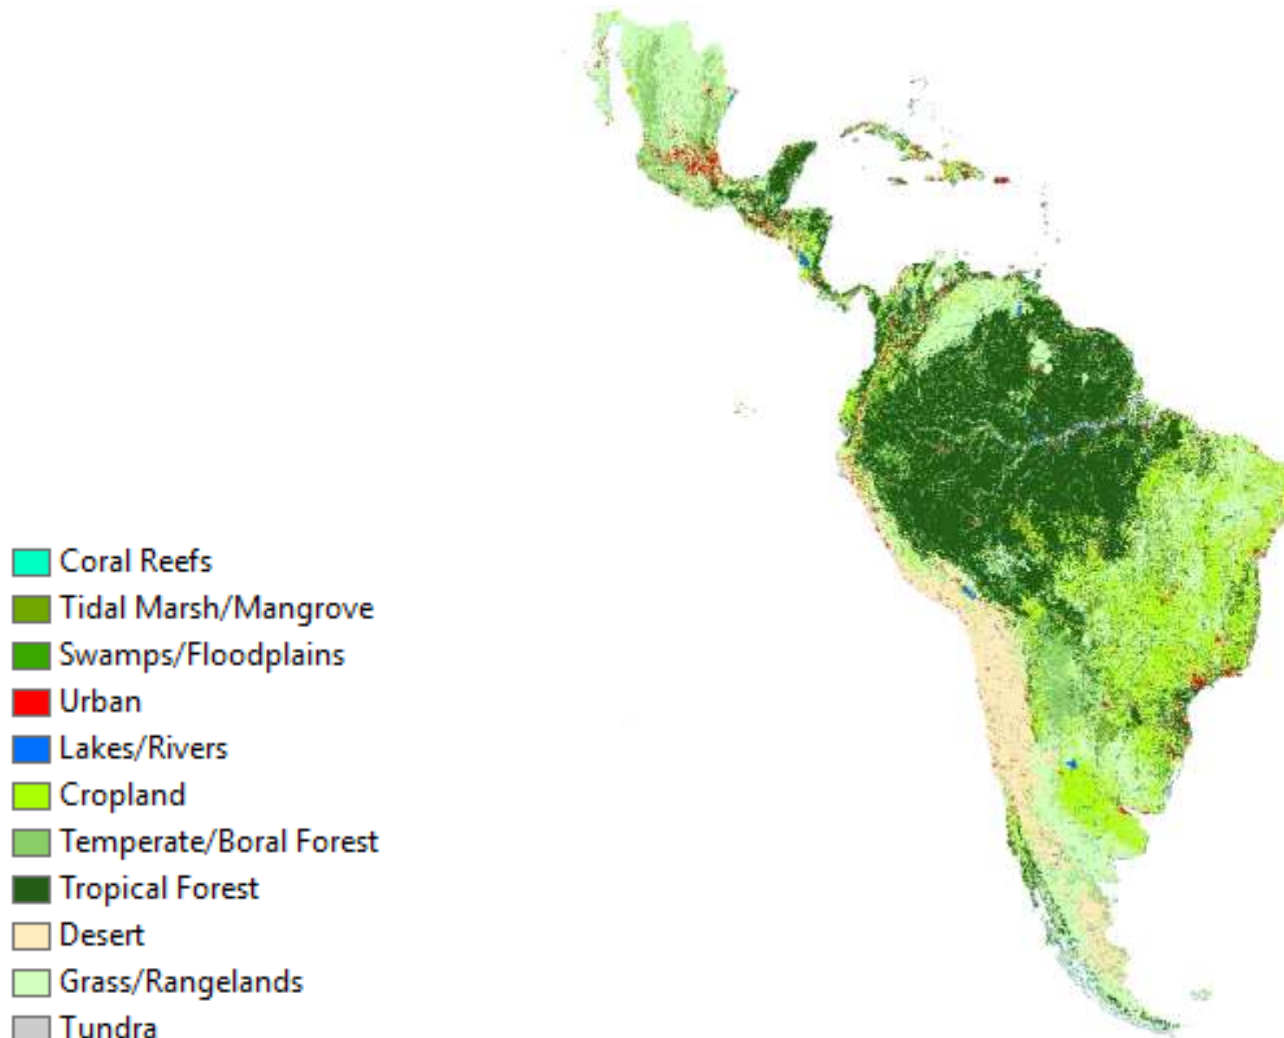 Coral Reefs
Tidal Marsh/Mangrove
Swamps/Floodplains
Urban
Lakes/Rivers
Cropland
Temperate/Boral Forest
Tropical Forest
Desert
Grass/Rangelands
Tundra